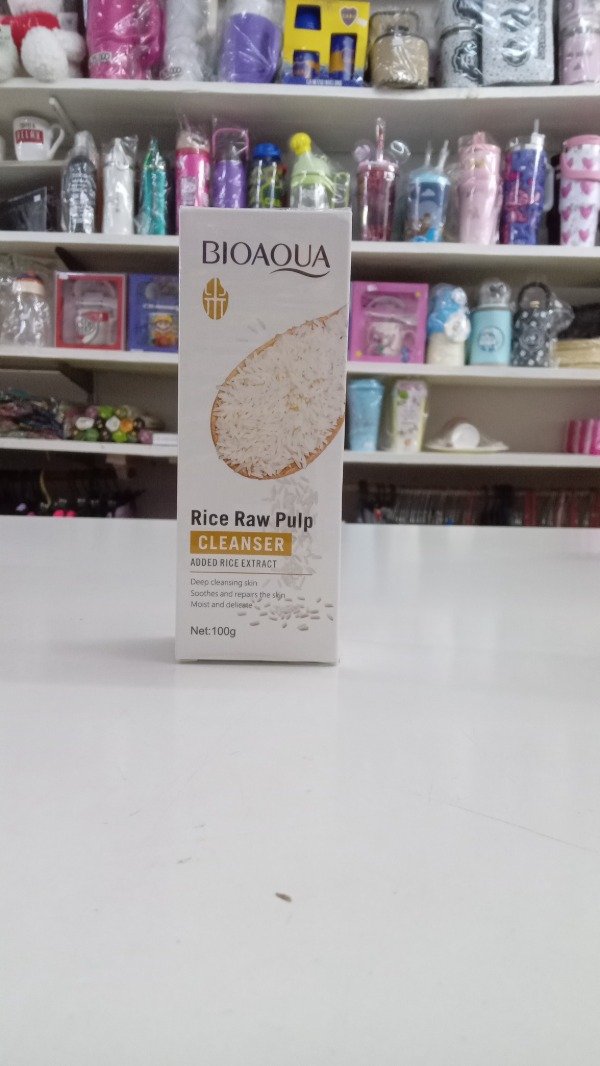 BIOAQUA
Rice Raw Pulp
CLEANSER
ADDED RICE EXTRACT
Deep cleansing skin
Soothes and repairs the skin
Moist and delicate
Net:100g